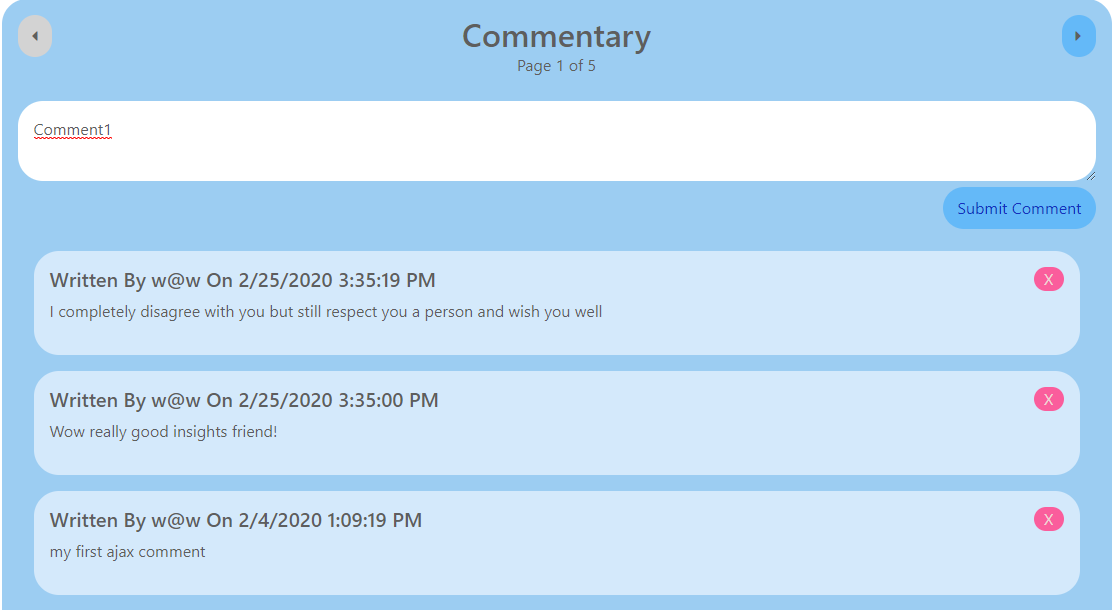 Commentary
Page 1 of 5
Comment1
Submit Comment
Written By w@w On 2/25/2020 3:35:19 PM
X
I completely disagree with you but still respect you a person and wish you well
Written By w@w On 2/25/2020 3:35:00 PM
X
Wow really good insights friend!
Written By w@w On 2/4/2020 1:09:19 PM
X
my first ajax comment